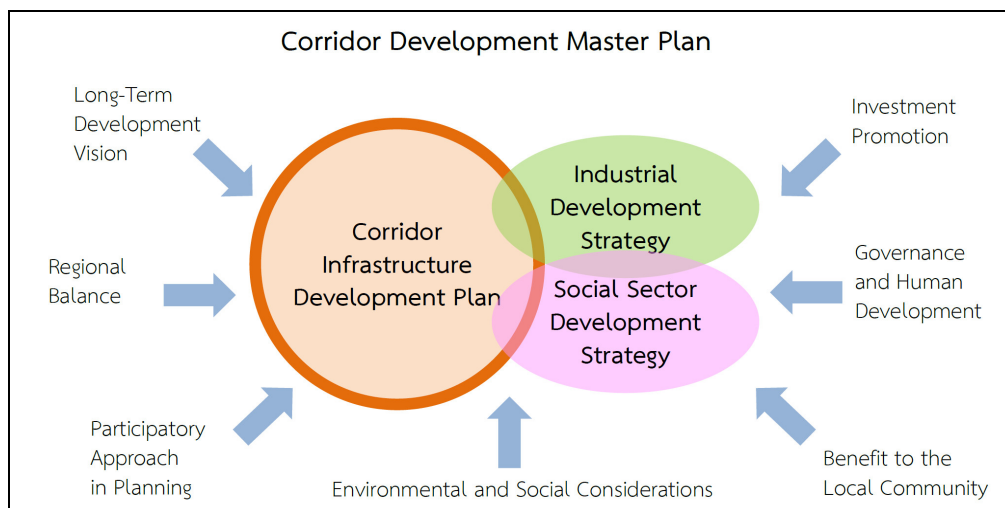 Corridor Development Master Plan
Long-Term
Development
Vision
Investment
Promotion
Industrial
Development
Strategy
Corridor
Infrastructure
Development Plan
Regional
Balance
Governance
and Human
Development
Social Sector
Development
Strategy
Participatory
Approach
in Planning
Environmental and Social Considerations
Benefit to the
Local Community